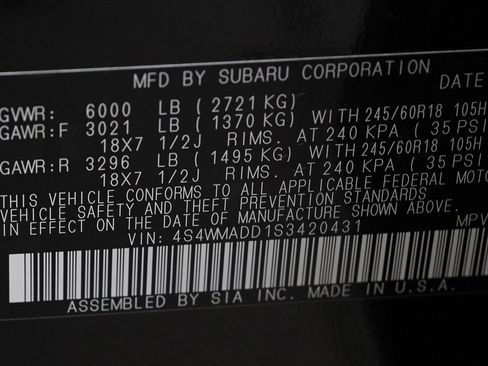 MFD BY SUBARU CORPORATION DATE
GVWR: 6000 LB (2721 KG)
GAWR:F 3021 LB (1370 KG) WITH 245/60R18 105H
18X7 1/2J RIMS. AT 240 KPA (35 PSI
GAWR:R 3296 LB (1495 KG) WITH 245/60R18 105H
18X7 1/2J RIMS. AT 240 KPA (35 PSI
THIS VEHICLE CONFORMS TO ALL APPLICABLE FEDERAL MOTO
VEHICLE SAFETY AND THEFT PREVENTION STANDARDS
IN EFFECT ON THE DATE OF MANUFACTURE SHOWN ABOVE.
VIN: 4S4WMADD1S3420431 MPV
ASSEMBLED BY SIA INC. MADE IN U.S.A.